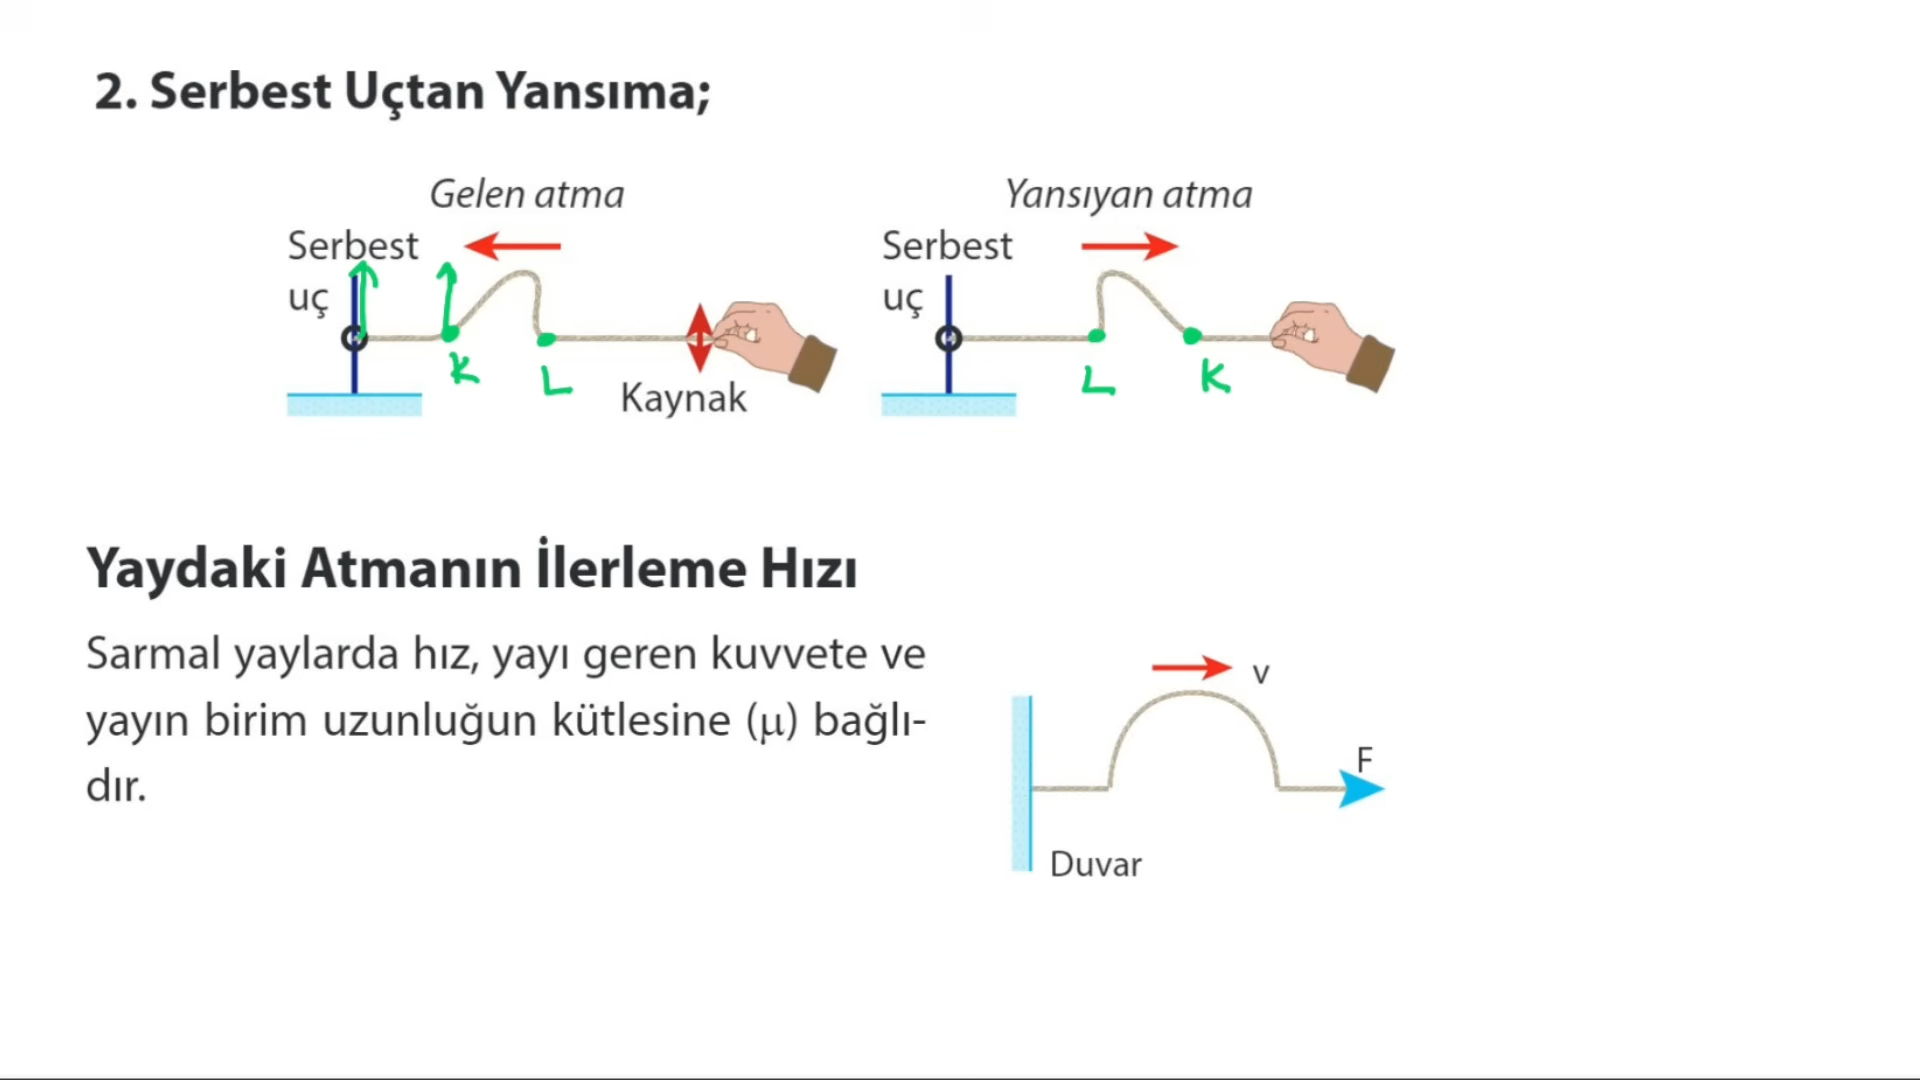 2. Serbest Uçtan Yansıma;
Gelen atma
Serbest
uç
K
L
Kaynak
Yansıyan atma
Serbest
uç
L
K
Yaydaki Atmanın İlerleme Hızı
Sarmal yaylarda hız, yayı geren kuvvete ve
yayın birim uzunluğun kütlesine (μ) bağlı-
dır.
v
F
Duvar